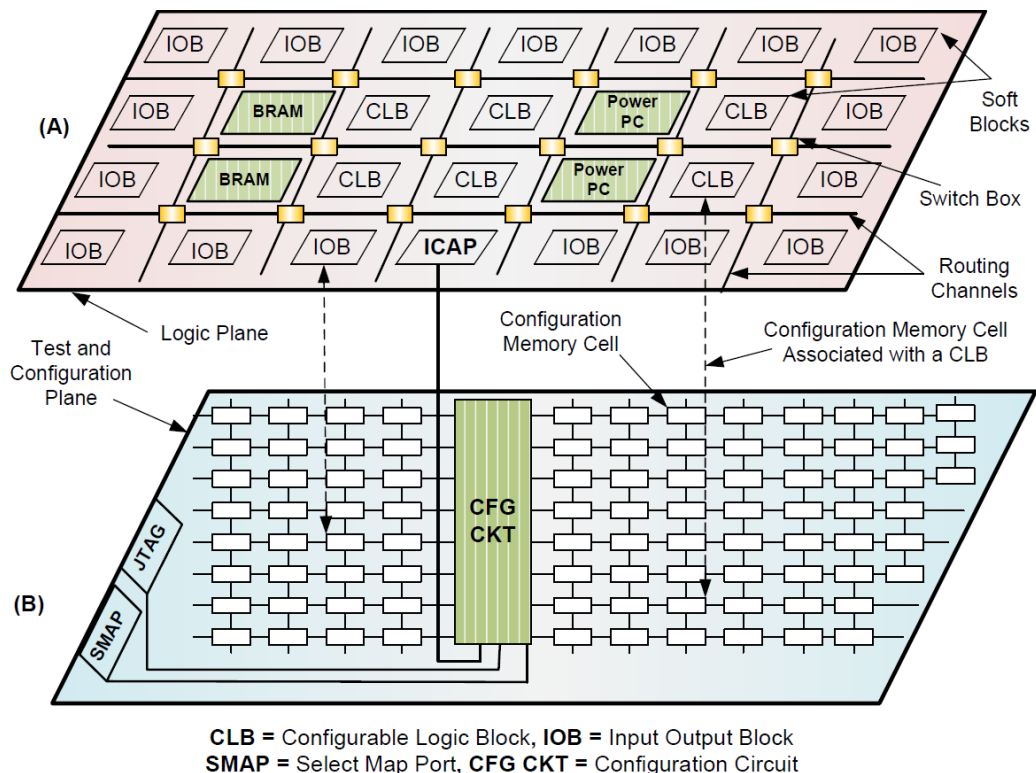 IOB IOB IOB IOB IOB IOB IOB
(A)
IOB BRAM CLB CLB Power PC CLB IOB
Soft Blocks
IOB BRAM CLB CLB Power PC CLB IOB
Switch Box
IOB IOB IOB ICAP IOB IOB IOB
Routing Channels
Logic Plane
Configuration
Memory Cell
Configuration Memory Cell
Associated with a CLB
Test and
Configuration
Plane
CFG
CKT
JTAG
(B)
SMAP
CLB = Configurable Logic Block, IOB = Input Output Block
SMAP = Select Map Port, CFG CKT = Configuration Circuit